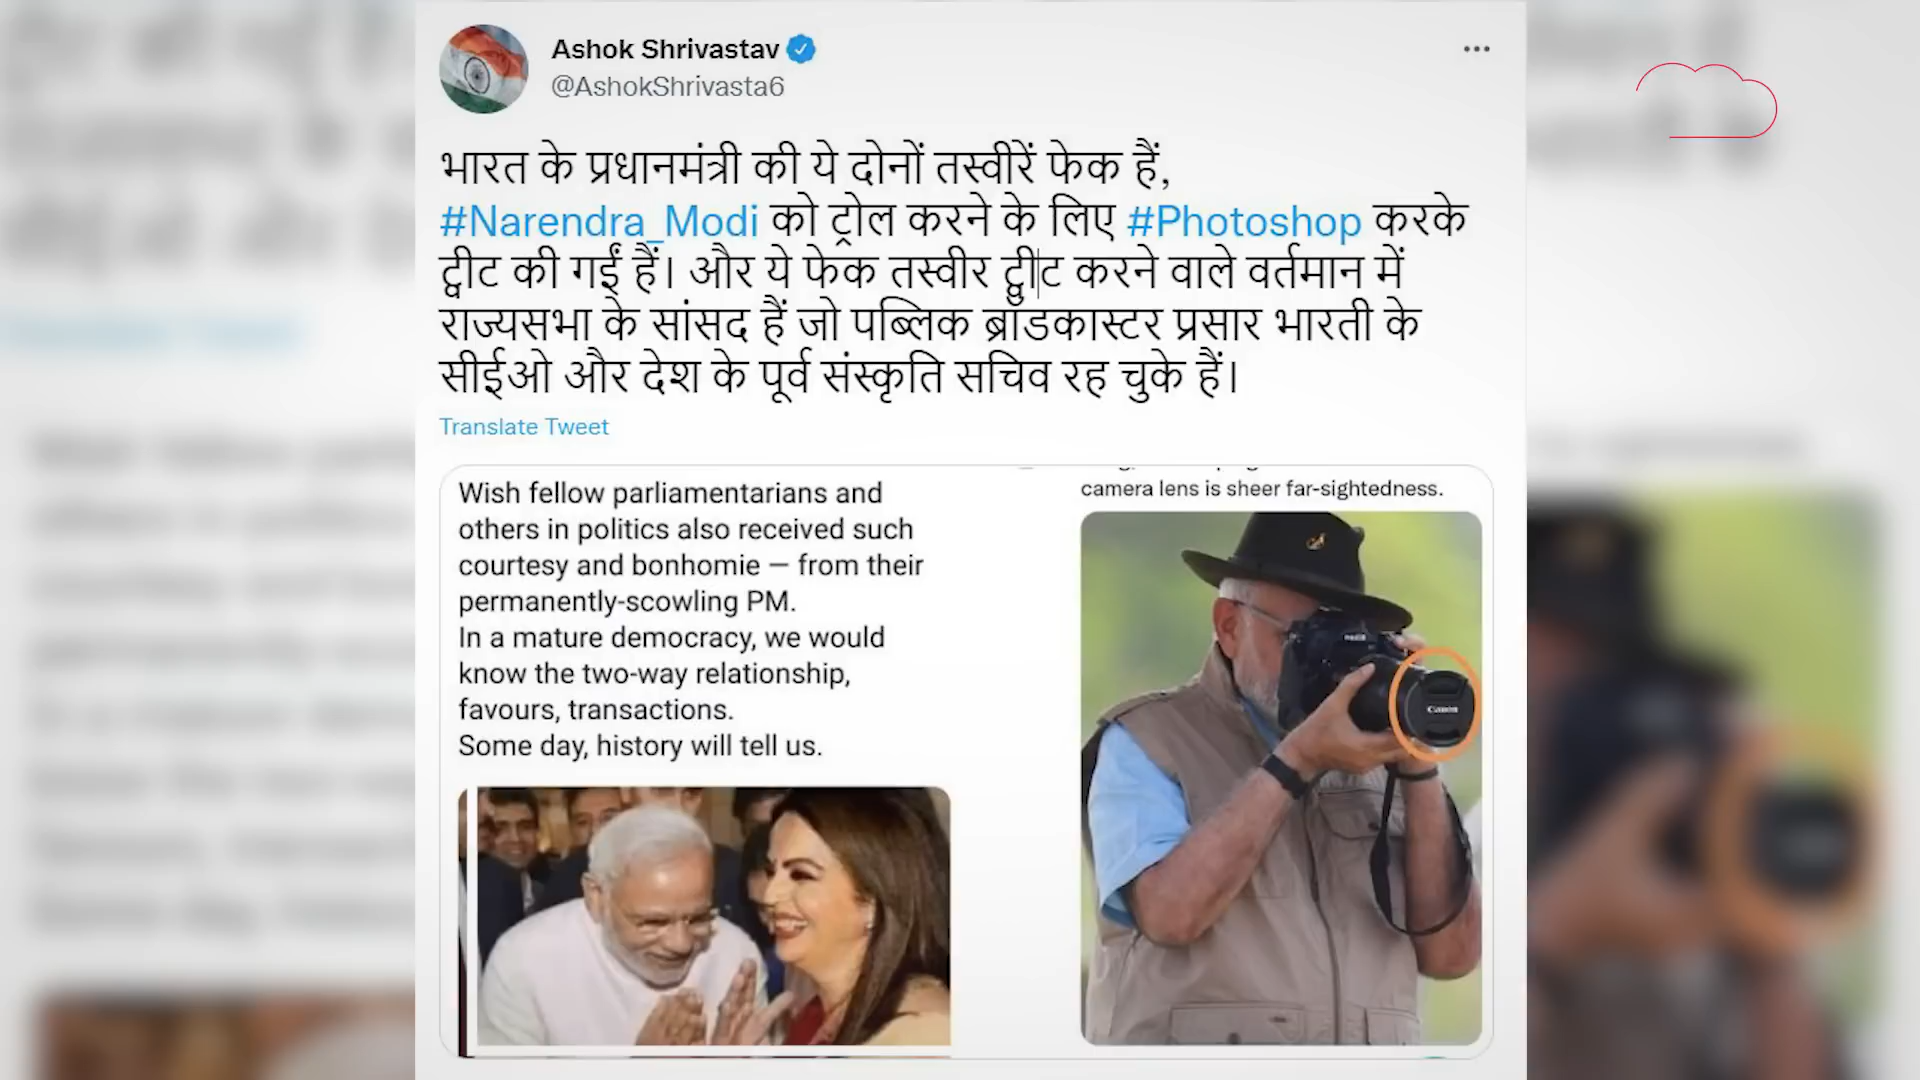 Ashok Shrivastav
@AshokShrivasta6
भारत के प्रधानमंत्री की ये दोनों तस्वीरें फेक हैं,
#Narendra_Modi को ट्रोल करने के लिए #Photoshop करके
ट्वीट की गईं हैं। और ये फेक तस्वीर ट्वीट करने वाले वर्तमान में
राज्यसभा के सांसद हैं जो पब्लिक ब्रॉडकास्टर प्रसार भारती के
सीईओ और देश के पूर्व संस्कृति सचिव रह चुके हैं।
Translate Tweet
Wish fellow parliamentarians and
others in politics also received such
courtesy and bonhomie — from their
permanently-scowling PM.
In a mature democracy, we would
know the two-way relationship,
favours, transactions.
Some day, history will tell us.
camera lens is sheer far-sightedness.
Canon